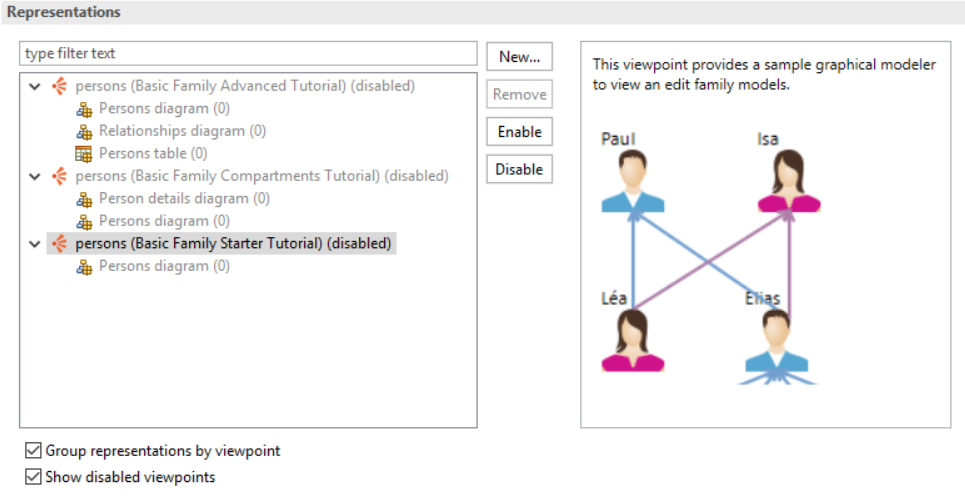 Representations
type filter text
persons (Basic Family Advanced Tutorial) (disabled)
Persons diagram (0)
Relationships diagram (0)
Persons table (0)
persons (Basic Family Compartments Tutorial) (disabled)
Person details diagram (0)
Persons diagram (0)
persons (Basic Family Starter Tutorial) (disabled)
Persons diagram (0)
New...
Remove
Enable
Disable
This viewpoint provides a sample graphical modeler
to view an edit family models.
Paul
Isa
Léa
Elias
Group representations by viewpoint
Show disabled viewpoints